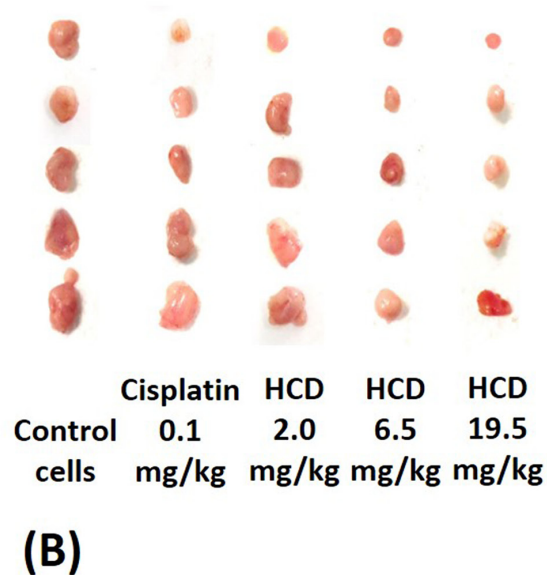 Cisplatin HCD HCD HCD
Control 0.1 2.0 6.5 19.5
cells mg/kg mg/kg mg/kg mg/kg
(B)